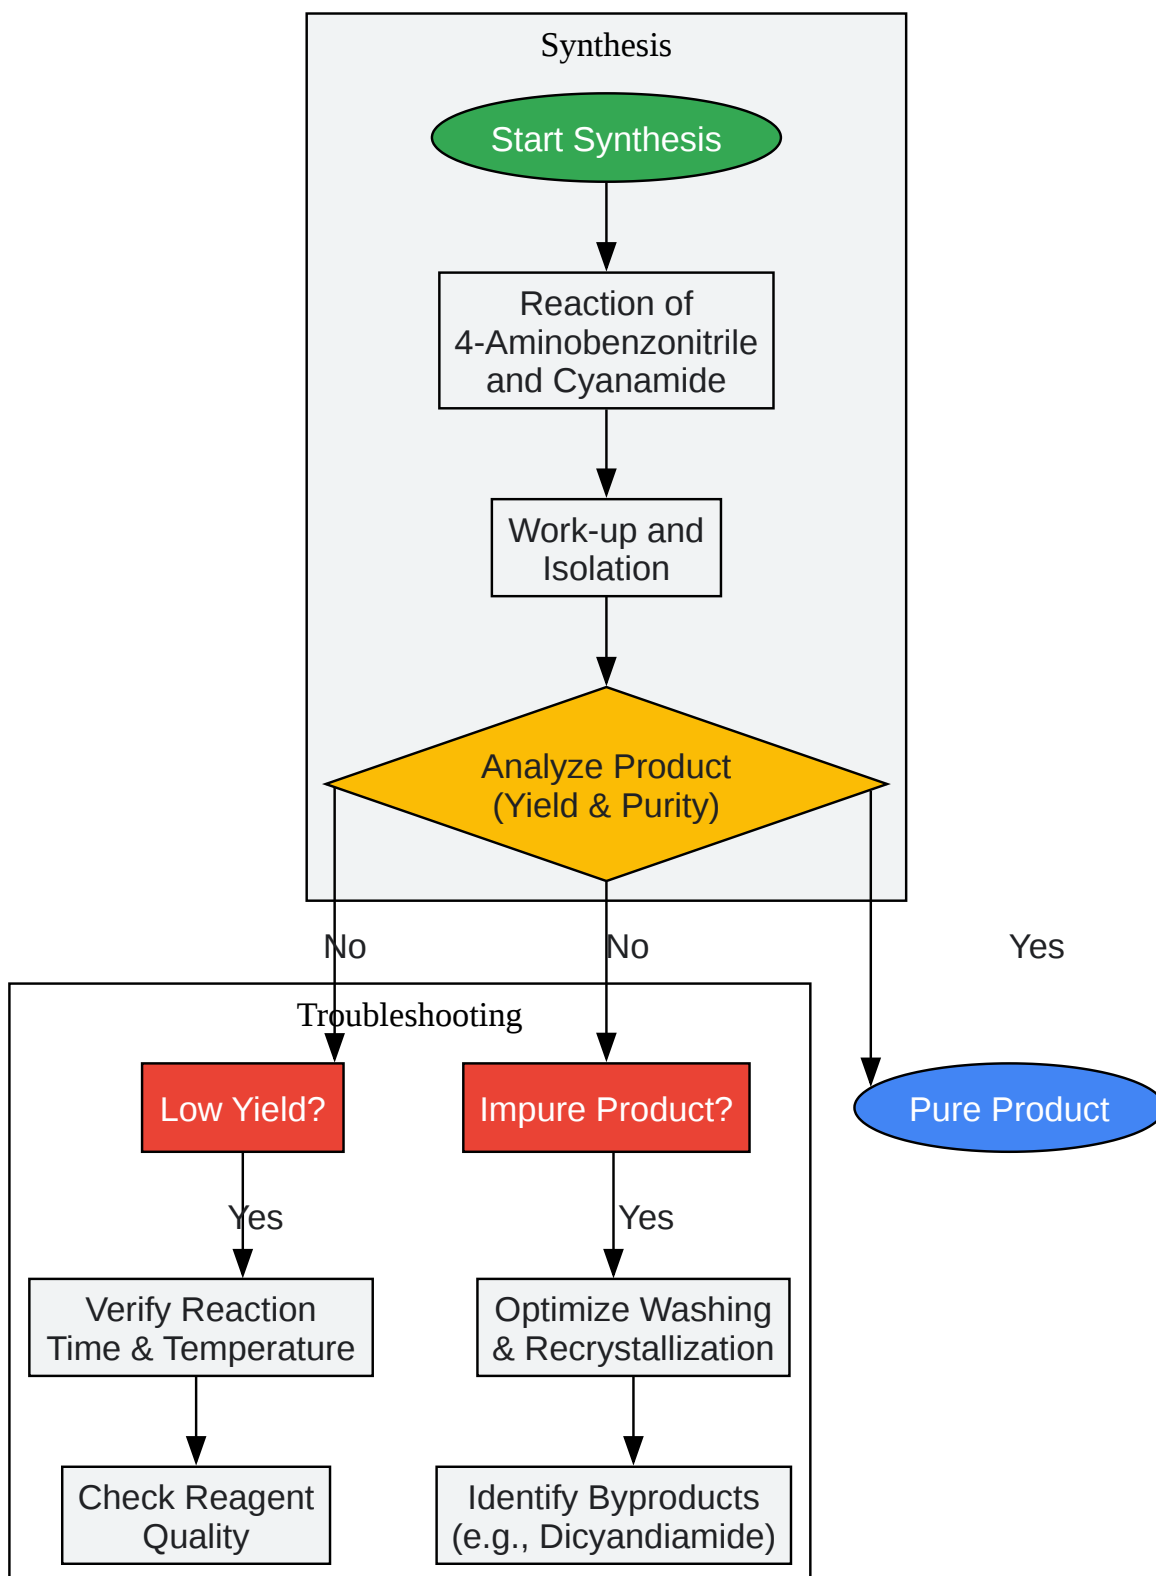 Synthesis
Start Synthesis
Reaction of
4-Aminobenzonitrile
and Cyanamide
Work-up and
Isolation
Analyze Product
(Yield & Purity)
No
No
Yes
Troubleshooting
Low Yield?
Impure Product?
Pure Product
Yes
Yes
Verify Reaction
Time & Temperature
Optimize Washing
& Recrystallization
Check Reagent
Quality
Identify Byproducts
(e.g., Dicyandiamide)